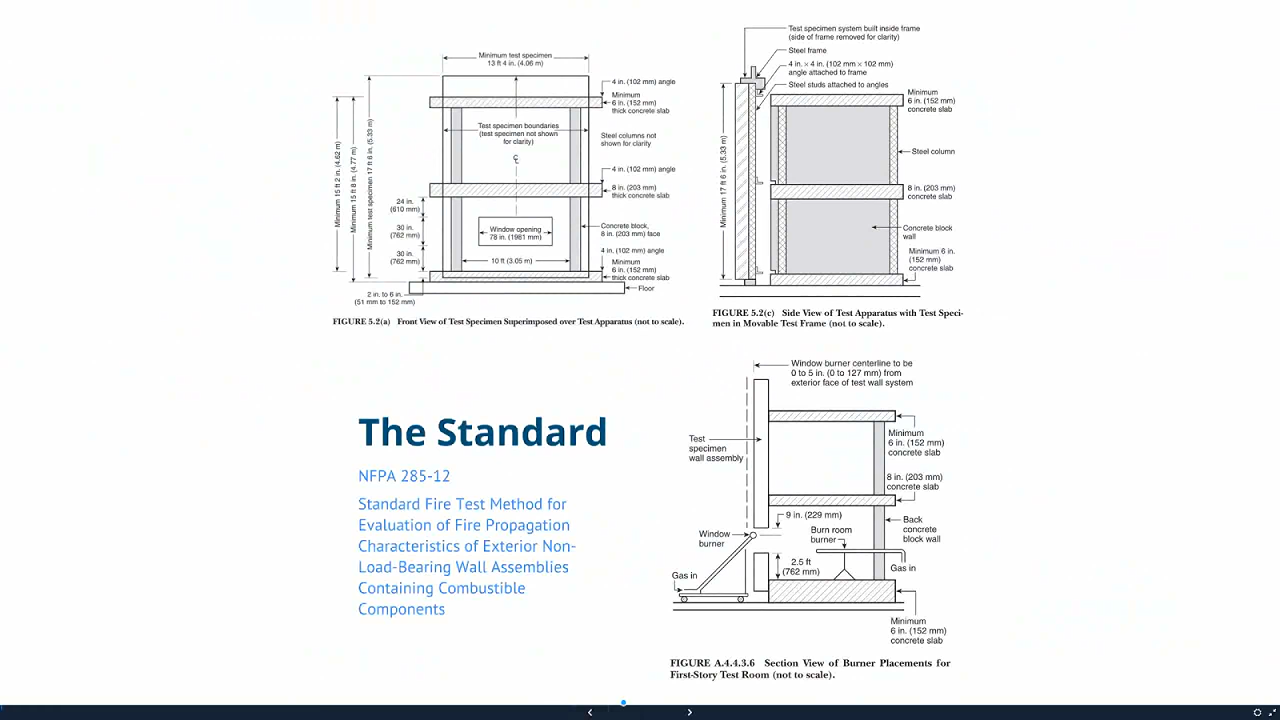 Minimum test specimen
13 ft 4 in. (4.06 m)
4 in. (102 mm) angle
Minimum
6 in. (152 mm)
thick concrete slab
Test specimen boundaries
(test specimen not shown
for clarity)
Steel columns not
shown for clarity
℄
4 in. (102 mm) angle
8 in. (203 mm)
thick concrete slab
Minimum 15 ft 2 in. (4.62 m)
Minimum 15 ft 8 in. (4.77 m)
Minimum test specimen 17 ft 6 in. (5.33 m)
24 in.
(610 mm)
30 in.
(762 mm)
30 in.
(762 mm)
Window opening
78 in. (1981 mm)
Concrete block,
8 in. (203 mm) face
10 ft (3.05 m)
4 in. (102 mm) angle
Minimum
6 in. (152 mm)
thick concrete slab
Floor
2 in. to 6 in.
(51 mm to 152 mm)
FIGURE 5.2(a) Front View of Test Specimen Superimposed over Test Apparatus (not to scale).
Test specimen system built inside frame
(side of frame removed for clarity)
Steel frame
4 in. × 4 in. (102 mm × 102 mm)
angle attached to frame
Steel studs attached to angles
Minimum
6 in. (152 mm)
concrete slab
Steel column
Minimum 17 ft 6 in. (5.33 m)
8 in. (203 mm)
concrete slab
Concrete block
wall
Minimum 6 in.
(152 mm)
concrete slab
FIGURE 5.2(c) Side View of Test Apparatus with Test Speci-
men in Movable Test Frame (not to scale).
The Standard
NFPA 285-12
Standard Fire Test Method for
Evaluation of Fire Propagation
Characteristics of Exterior Non-
Load-Bearing Wall Assemblies
Containing Combustible
Components
Window burner centerline to be
0 to 5 in. (0 to 127 mm) from
exterior face of test wall system
Test
specimen
wall assembly
Minimum
6 in. (152 mm)
concrete slab
8 in. (203 mm)
concrete slab
9 in. (229 mm)
Window
burner
Burn room
burner
Back
concrete
block wall
2.5 ft
(762 mm)
Gas in
Gas in
Minimum
6 in. (152 mm)
concrete slab
FIGURE A.4.4.3.6 Section View of Burner Placements for
First-Story Test Room (not to scale).